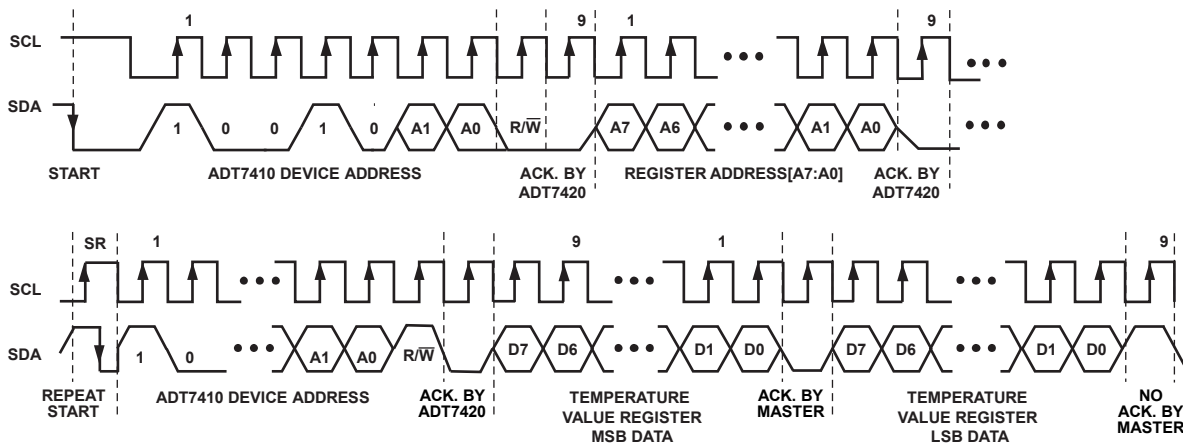 1 9 1 9
SCL
SDA
1 0 0 1 0 A1 A0 R/W̅ A7 A6 A1 A0
START ADT7410 DEVICE ADDRESS ACK. BY ADT7420 REGISTER ADDRESS[A7:A0] ACK. BY ADT7420
SR 1 9 1 9
SCL
SDA
1 0 A1 A0 R/W̅ D7 D6 D1 D0 D7 D6 D1 D0
REPEAT START ADT7410 DEVICE ADDRESS ACK. BY ADT7420 TEMPERATURE VALUE REGISTER MSB DATA ACK. BY MASTER TEMPERATURE VALUE REGISTER LSB DATA NO ACK. BY MASTER